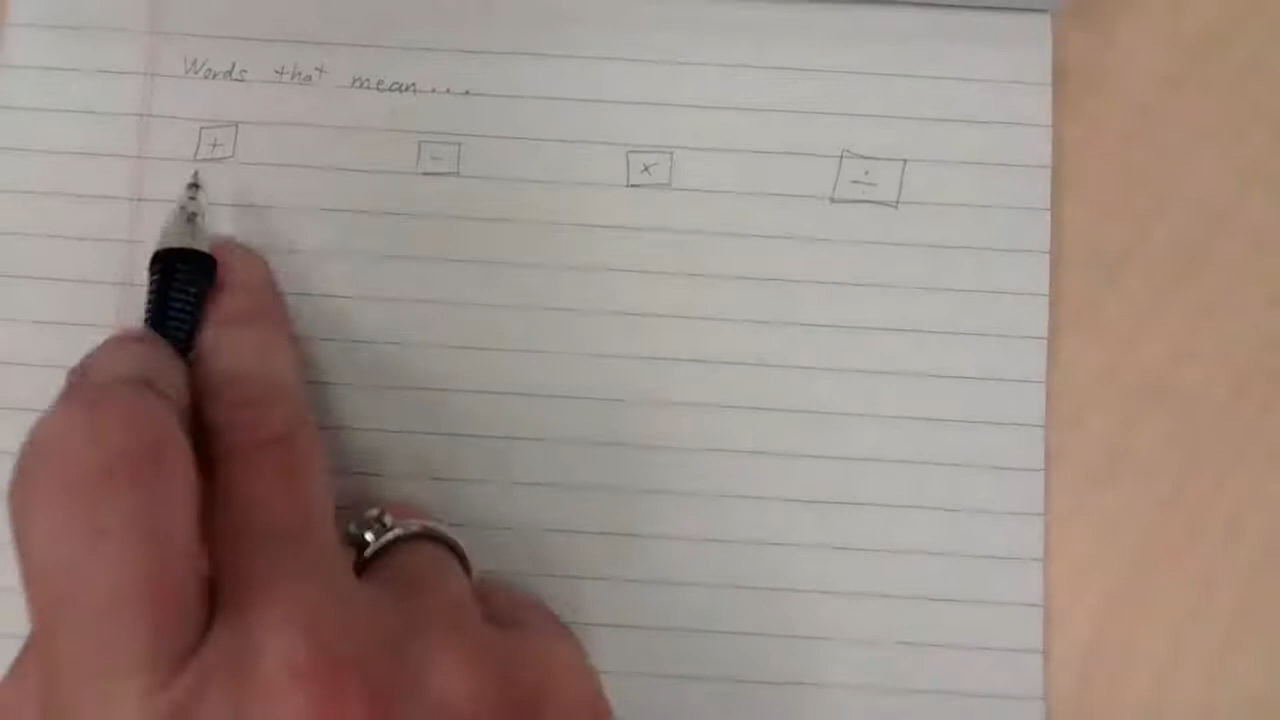 Words that mean....
+ - × ÷